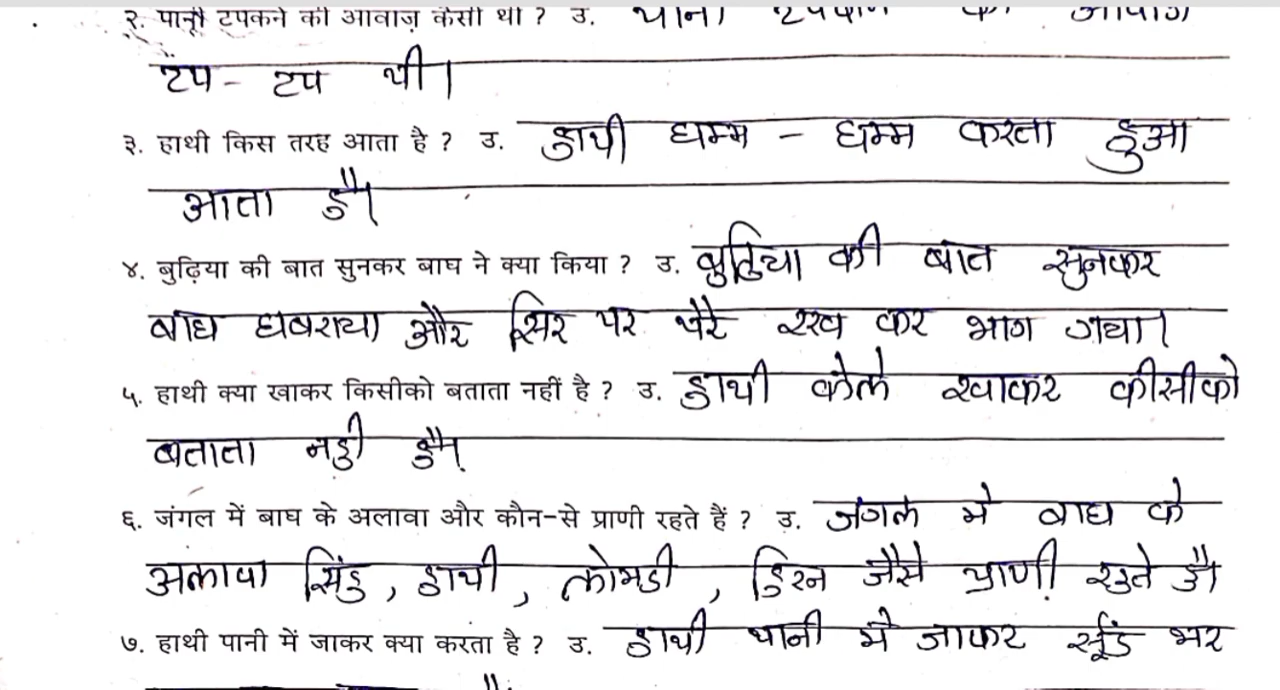 २. पानी टपकने की आवाज़ कैसी थी ? उ. पानी टपकने की आवाज
टप - टप थी।
३. हाथी किस तरह आता है ? उ. हाथी धम्म - धम्म करता हुआ
आता है।
४. बुढ़िया की बात सुनकर बाघ ने क्या किया ? उ. बुढिया की बात सुनकर
बाघ घबराया और सिर पर पैर रख कर भाग गया।
५. हाथी क्या खाकर किसीको बताता नहीं है ? उ. हाथी केले खाकर कीसीको
बताता नही है।
६. जंगल में बाघ के अलावा और कौन-से प्राणी रहते हैं ? उ. जंगल मे बाघ के
अलावा सिंह, हाथी, लोमडी, हिरन जैसे प्राणी रहते है।
७. हाथी पानी में जाकर क्या करता है ? उ. हाथी पानी मे जाकर सूंड भर